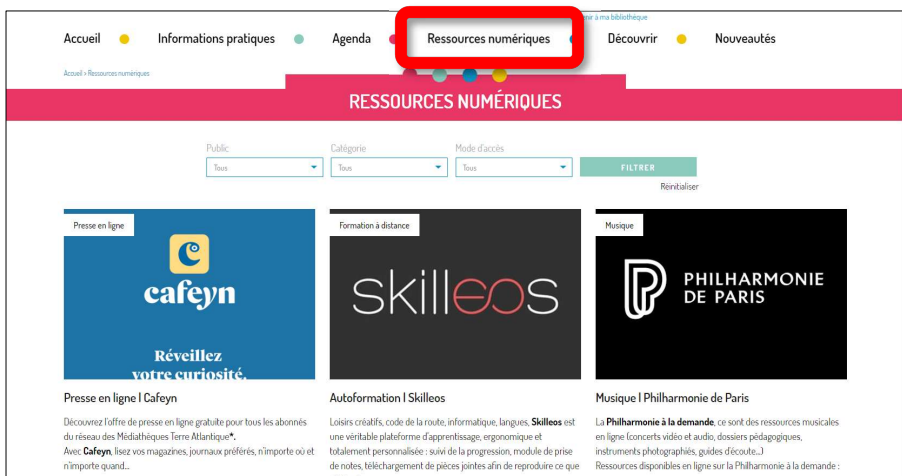 ir à ma bibliothèque
Accueil Informations pratiques Agenda Ressources numériques Découvrir Nouveautés
Accueil > Ressources numériques
RESSOURCES NUMÉRIQUES
Public Catégorie Mode d'accès
Tous Tous Tous FILTRER
Réinitialiser
Presse en ligne Formation à distance Musique
cafeyn skilleos PHILHARMONIE
DE PARIS
Réveillez
votre curiosité.
Presse en ligne | Cafeyn Autoformation | Skilleos Musique | Philharmonie de Paris
Découvrez l'offre de presse en ligne gratuite pour tous les abonnés
du réseau des Médiathèques Terre Atlantique*.
Avec Cafeyn, lisez vos magazines, journaux préférés, n'importe où et
n'importe quand...
Loisirs créatifs, code de la route, informatique, langues, Skilleos est
une véritable plateforme d'apprentissage, ergonomique et
totalement personnalisée : suivi de la progression, module de prise
de notes, téléchargement de pièces jointes afin de reproduire ce que
La Philharmonie à la demande, ce sont des ressources musicales
en ligne (concerts vidéo et audio, dossiers pédagogiques,
instruments photographiés, guides d'écoute...)
Ressources disponibles en ligne sur la Philharmonie à la demande :